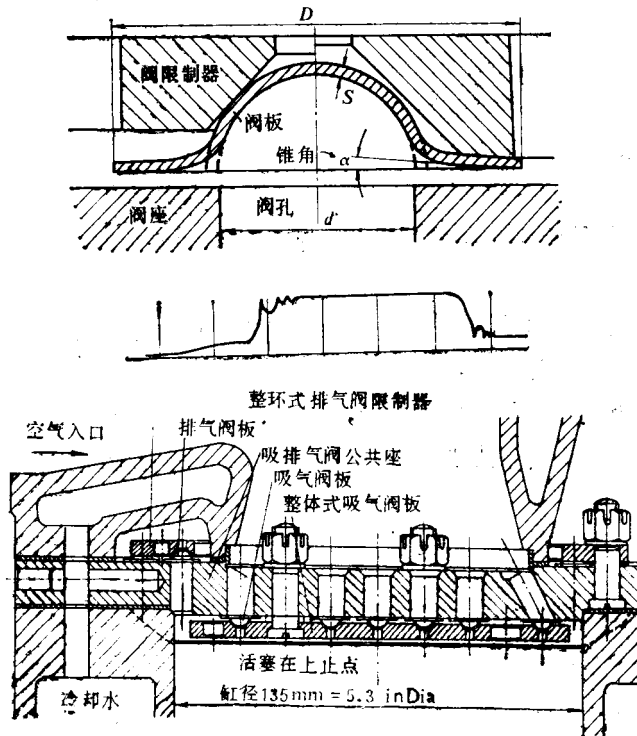 D
阀限制器
S
阀板
锥角 α
阀座
阀孔
d
整环式排气阀限制器
空气入口
排气阀板
吸排气阀公共座
吸气阀板
整体式吸气阀板
活塞在上止点
冷却水
缸径135mm = 5.3 inDia